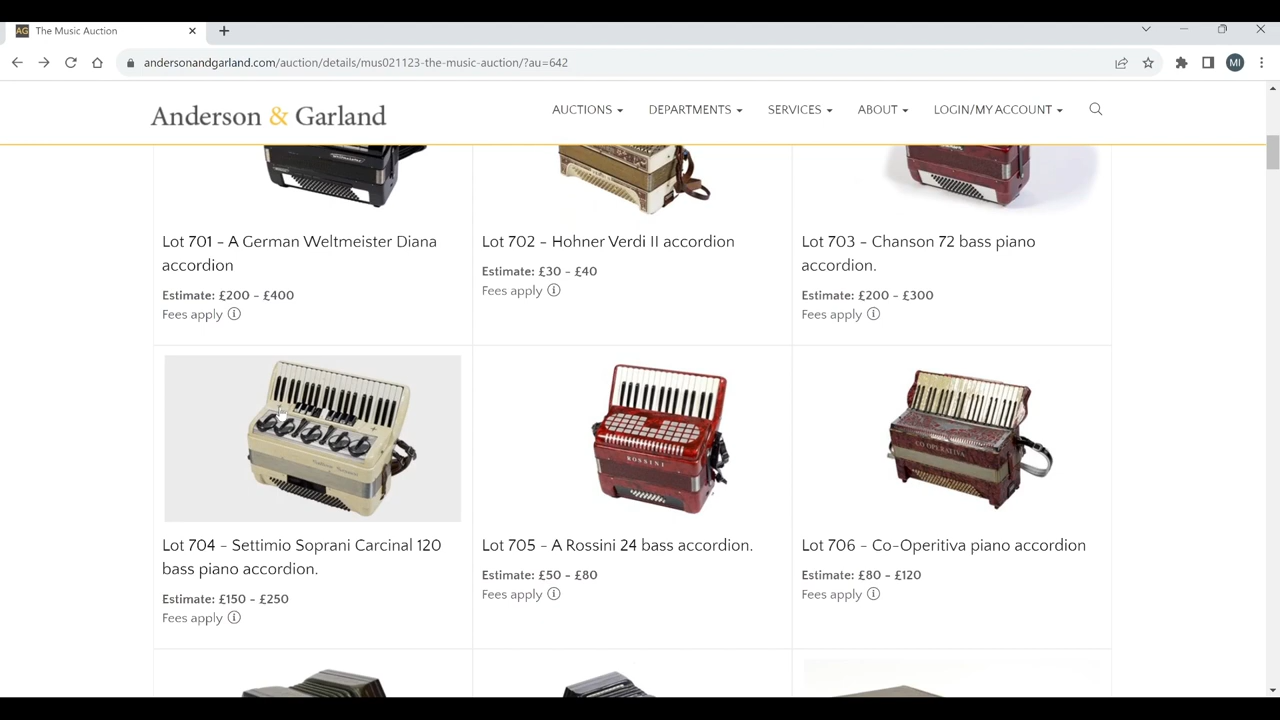 AG The Music Auction
andersonandgarland.com/auction/details/mus021123-the-music-auction/?au=642
MI
Anderson & Garland
AUCTIONS DEPARTMENTS SERVICES ABOUT LOGIN/MY ACCOUNT
Lot 701 - A German Weltmeister Diana
accordion
Estimate: £200 - £400
Fees apply
Lot 702 - Hohner Verdi II accordion
Estimate: £30 - £40
Fees apply
Lot 703 - Chanson 72 bass piano
accordion.
Estimate: £200 - £300
Fees apply
Lot 704 - Settimio Soprani Carcinal 120
bass piano accordion.
Estimate: £150 - £250
Fees apply
ROSSINI
Lot 705 - A Rossini 24 bass accordion.
Estimate: £50 - £80
Fees apply
CO OPERATIVA
Lot 706 - Co-Operitiva piano accordion
Estimate: £80 - £120
Fees apply